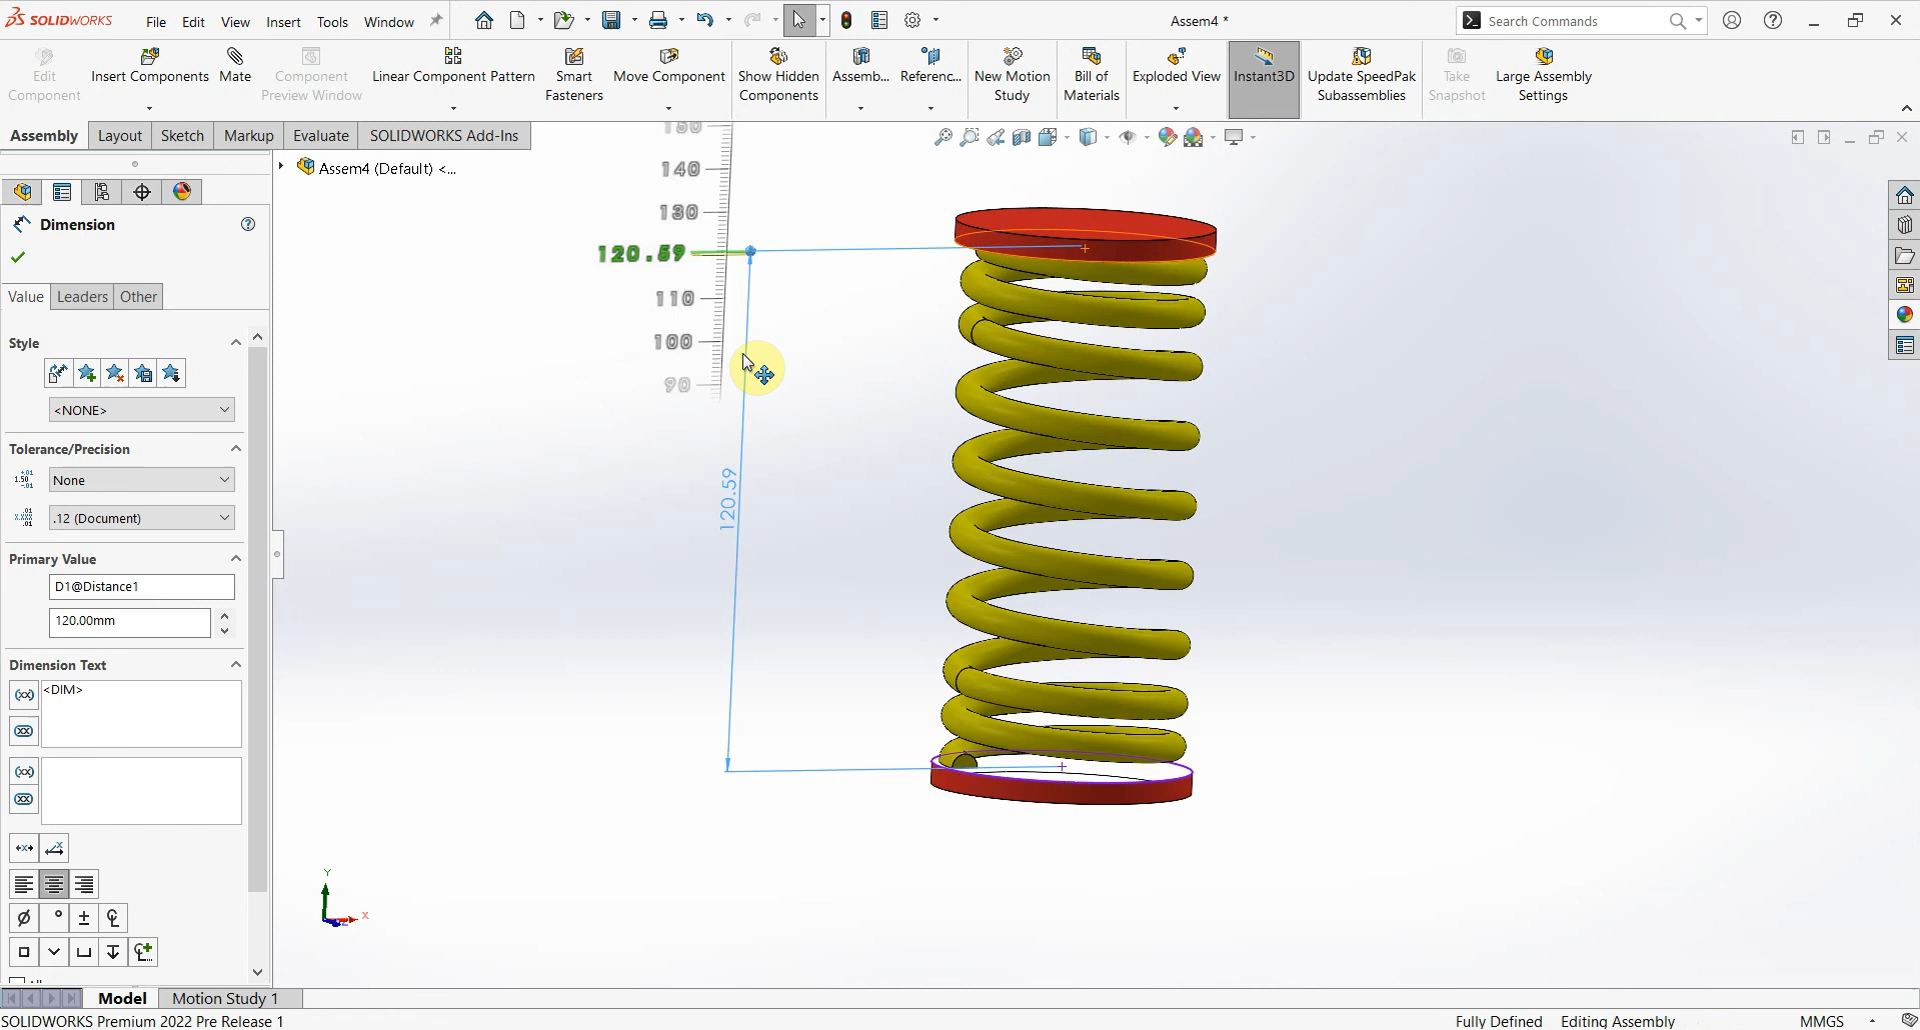 SOLIDWORKS
File Edit View Insert Tools Window
Assem4 *
Search Commands
Edit Component
Insert Components
Mate
Component Preview Window
Linear Component Pattern
Smart Fasteners
Move Component
Show Hidden Components
Assemb...
Referenc...
New Motion Study
Bill of Materials
Exploded View
Instant3D
Update SpeedPak Subassemblies
Take Snapshot
Large Assembly Settings
Assembly Layout Sketch Markup Evaluate SOLIDWORKS Add-Ins
Assem4 (Default) <...
Dimension
Value Leaders Other
Style
<NONE>
Tolerance/Precision
None
.12 (Document)
Primary Value
D1@Distance1
120.00mm
Dimension Text
<DIM>
150
140
130
120.59
110
100
90
120.59
Y
X
Model Motion Study 1
SOLIDWORKS Premium 2022 Pre Release 1
Fully Defined Editing Assembly MMGS